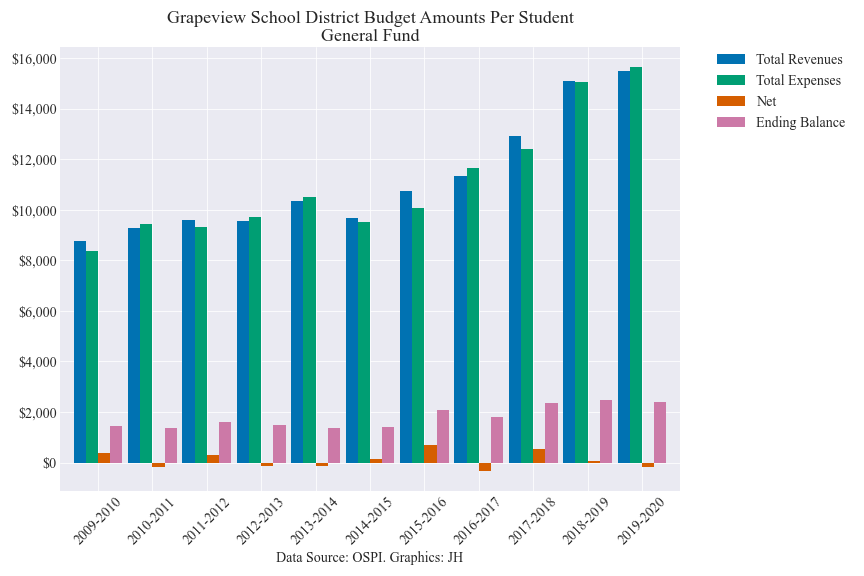 Grapeview School District Budget Amounts Per Student
General Fund
$16,000
$14,000
$12,000
$10,000
$8,000
$6,000
$4,000
$2,000
$0
2009-2010
2010-2011
2011-2012
2012-2013
2013-2014
2014-2015
2015-2016
2016-2017
2017-2018
2018-2019
2019-2020
Data Source: OSPI. Graphics: JH
Total Revenues
Total Expenses
Net
Ending Balance